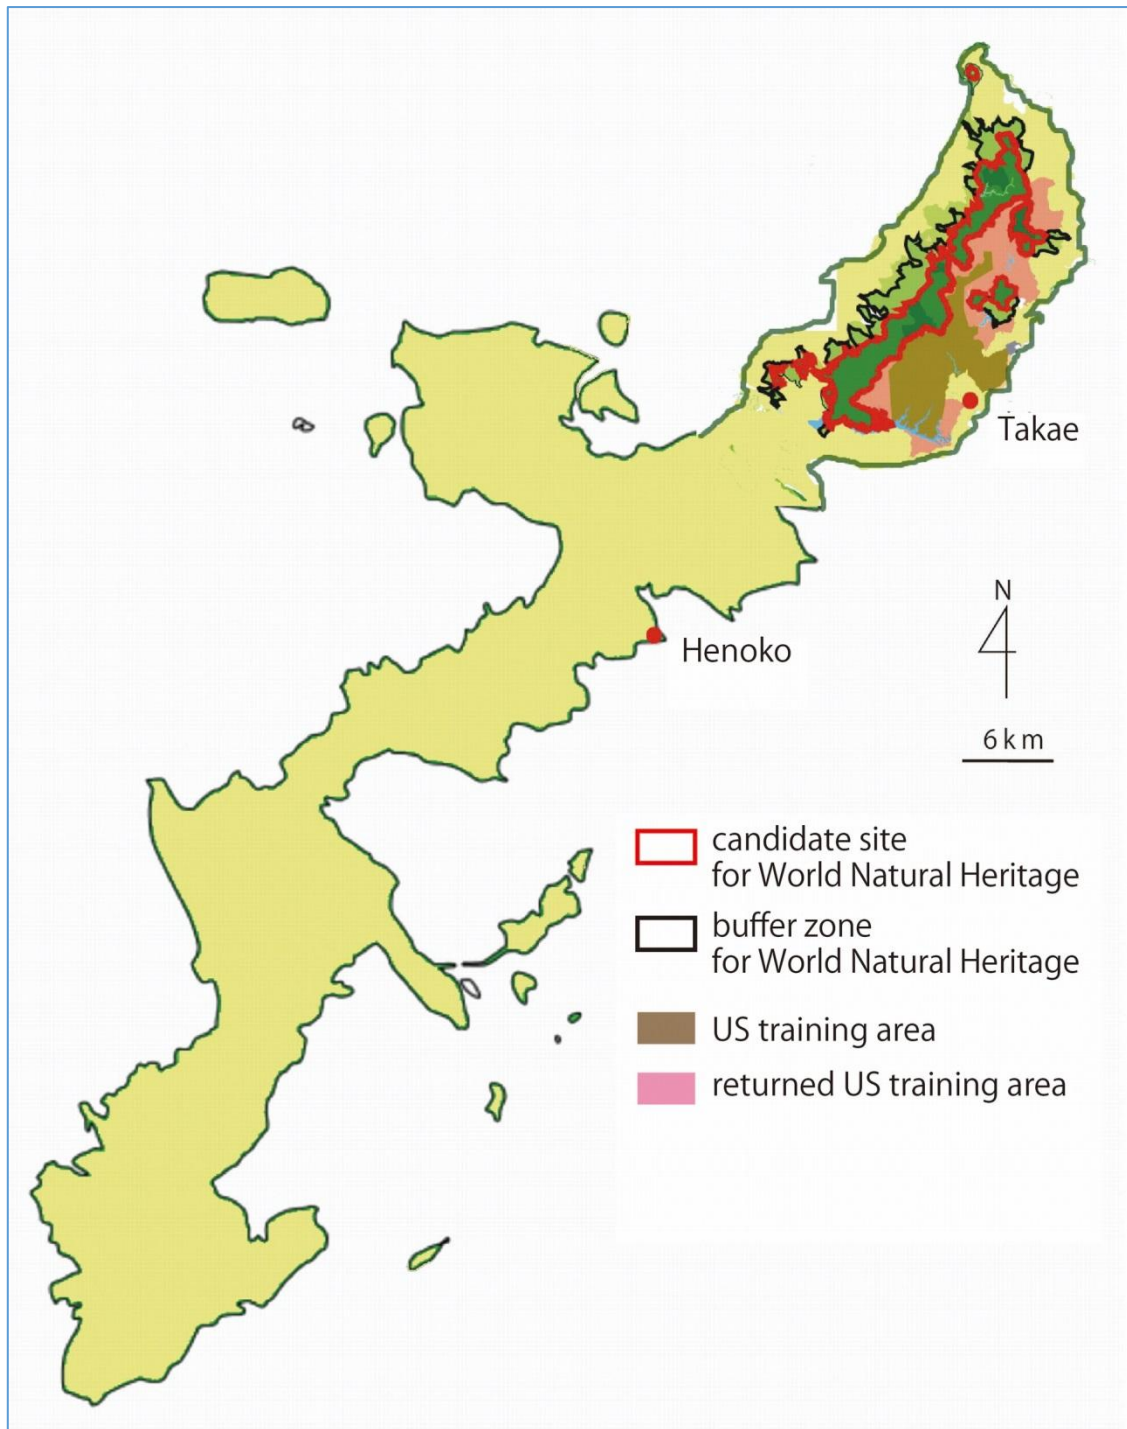 Takae
Henoko
N
6 km
candidate site
for World Natural Heritage
buffer zone
for World Natural Heritage
US training area
returned US training area